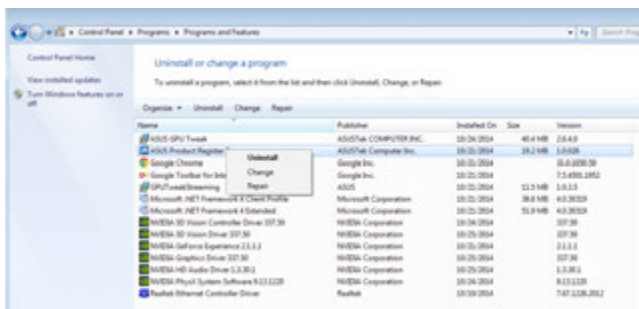 Control Panel ▸ Programs ▸ Programs and Features
Control Panel Home
View installed updates
Turn Windows features on or off
Uninstall or change a program
To uninstall a program, select it from the list and then click Uninstall, Change, or Repair.
Organize Uninstall Change Repair
Name Publisher Installed On Size Version
ASUS GPU Tweak ASUSTek COMPUTER INC. 10/24/2014 40.4 MB 2.6.4.0
ASUS Product Register ASUSTek Computer Inc. 10/21/2014 18.2 MB 1.0.026
Google Chrome Google Inc. 10/21/2014
Google Toolbar for Google Inc. 10/21/2014
GPUTweakStreaming ASUS 10/21/2014 11.5 MB 1.0.3.5
Microsoft .NET Framework 4 Client Profile Microsoft Corporation 10/21/2014 38.8 MB 4.0.30319
Microsoft .NET Framework 4 Extended Microsoft Corporation 10/21/2014 51.9 MB 4.0.30319
NVIDIA 3D Vision Controller Driver 337.50 NVIDIA Corporation 10/24/2014 337.50
NVIDIA 3D Vision Driver 337.50 NVIDIA Corporation 10/25/2014 337.50
NVIDIA GeForce Experience 2.1.1.1 NVIDIA Corporation 10/25/2014 2.1.1.1
NVIDIA Graphics Driver 337.50 NVIDIA Corporation 10/25/2014 337.50
NVIDIA HD Audio Driver 1.3.30.1 NVIDIA Corporation 10/25/2014 1.3.30.1
NVIDIA PhysX System Software 9.13.1220 NVIDIA Corporation 10/25/2014 9.13.1220
Realtek Ethernet Controller Driver Realtek 10/19/2014 7.67.1226.2012
Uninstall
Change
Repair